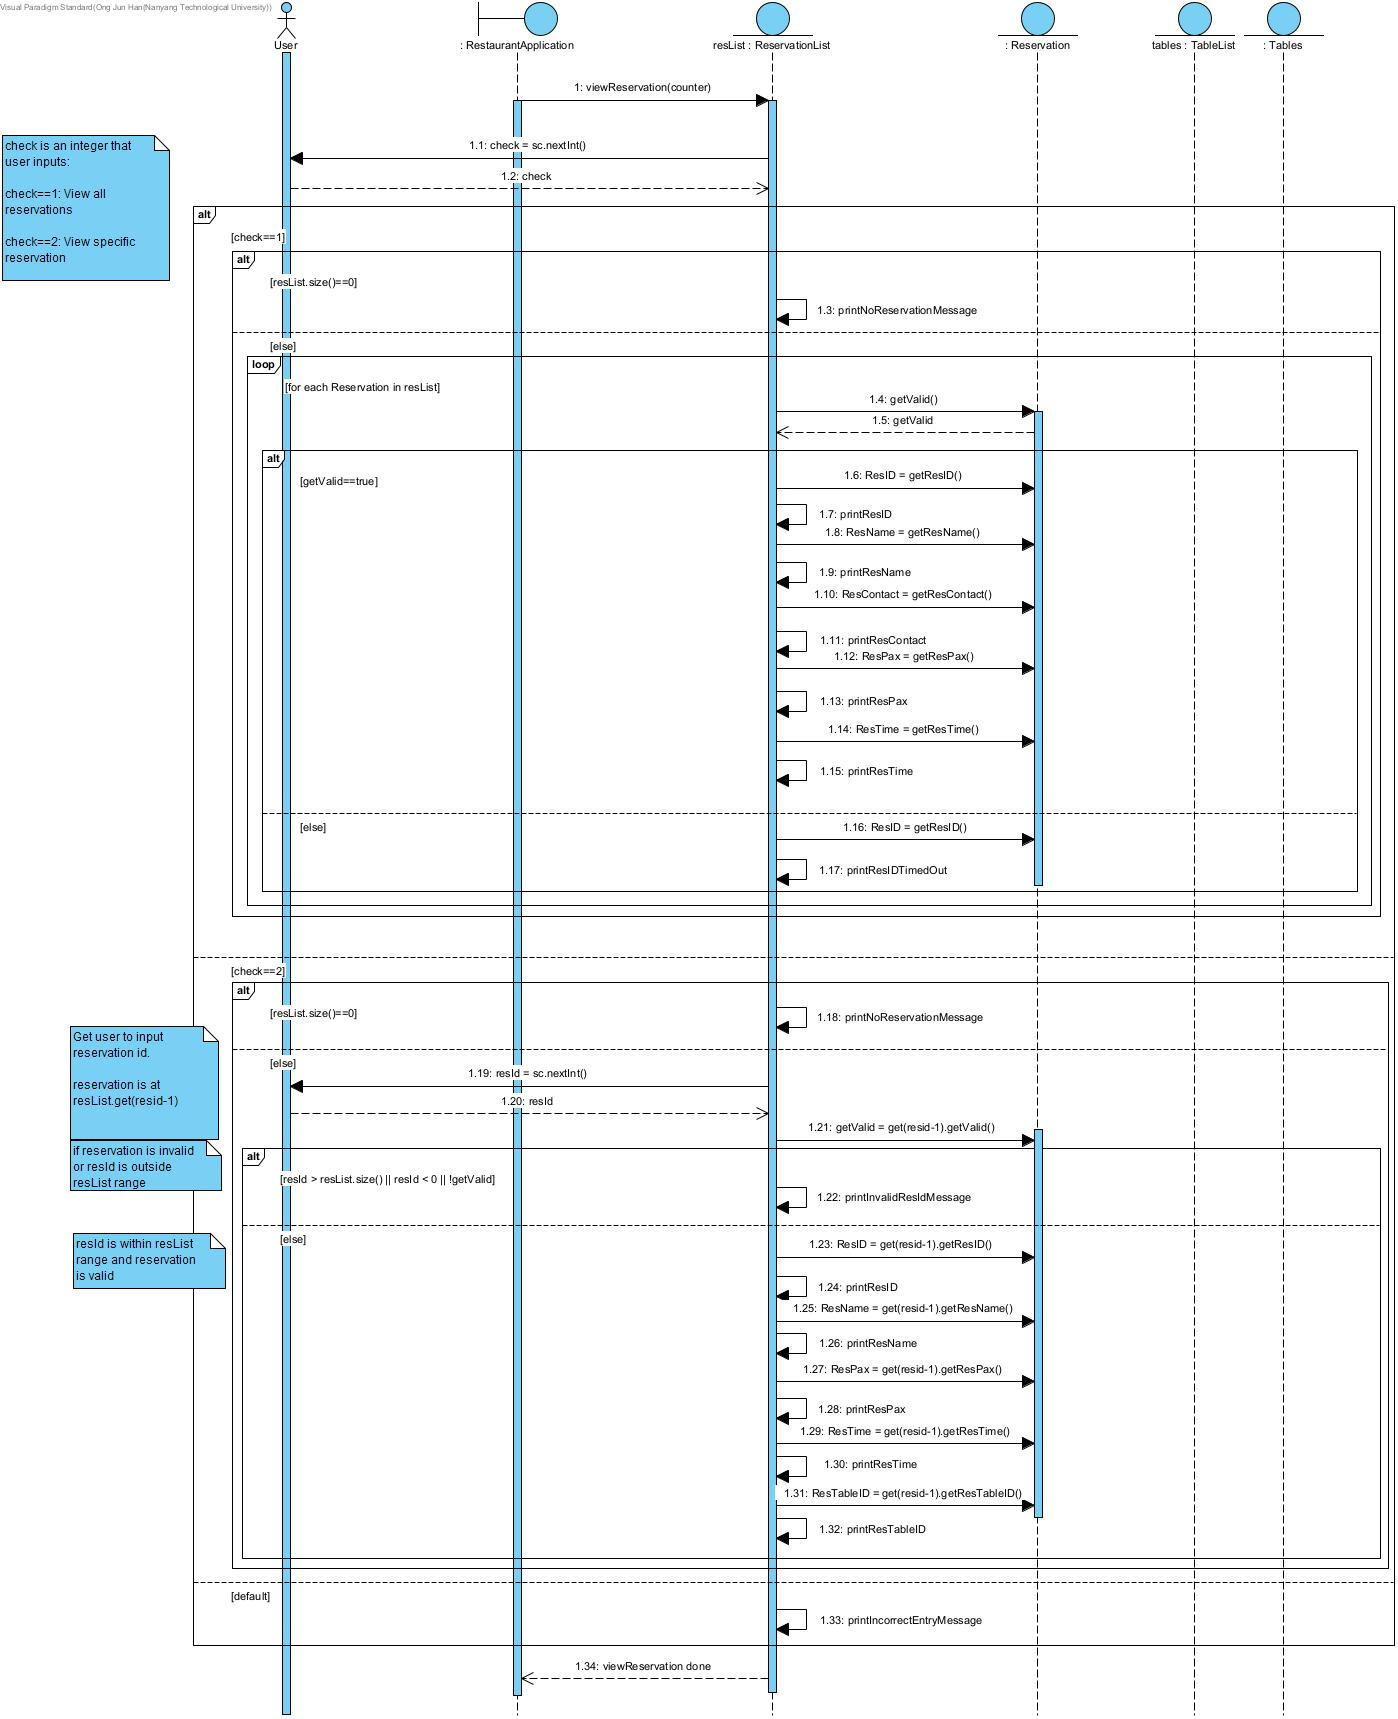 Visual Paradigm Standard(Ong Jun Han(Nanyang Technological University))
User
: RestaurantApplication
resList : ReservationList
: Reservation
tables : TableList
: Tables
1: viewReservation(counter)
check is an integer that
user inputs:
check==1: View all
reservations
check==2: View specific
reservation
1.1: check = sc.nextInt()
1.2: check
alt
[check==1]
alt
[resList.size()==0]
1.3: printNoReservationMessage
[else]
loop
[for each Reservation in resList]
1.4: getValid()
1.5: getValid
alt
[getValid==true]
1.6: ResID = getResID()
1.7: printResID
1.8: ResName = getResName()
1.9: printResName
1.10: ResContact = getResContact()
1.11: printResContact
1.12: ResPax = getResPax()
1.13: printResPax
1.14: ResTime = getResTime()
1.15: printResTime
[else]
1.16: ResID = getResID()
1.17: printResIDTimedOut
[check==2]
alt
[resList.size()==0]
1.18: printNoReservationMessage
Get user to input
reservation id.
reservation is at
resList.get(resid-1)
[else]
1.19: resId = sc.nextInt()
1.20: resId
1.21: getValid = get(resid-1).getValid()
if reservation is invalid
or resId is outside
resList range
alt
[resId > resList.size() || resId < 0 || !getValid]
1.22: printInvalidResIdMessage
[else]
resId is within resList
range and reservation
is valid
1.23: ResID = get(resid-1).getResID()
1.24: printResID
1.25: ResName = get(resid-1).getResName()
1.26: printResName
1.27: ResPax = get(resid-1).getResPax()
1.28: printResPax
1.29: ResTime = get(resid-1).getResTime()
1.30: printResTime
1.31: ResTableID = get(resid-1).getResTableID()
1.32: printResTableID
[default]
1.33: printIncorrectEntryMessage
1.34: viewReservation done